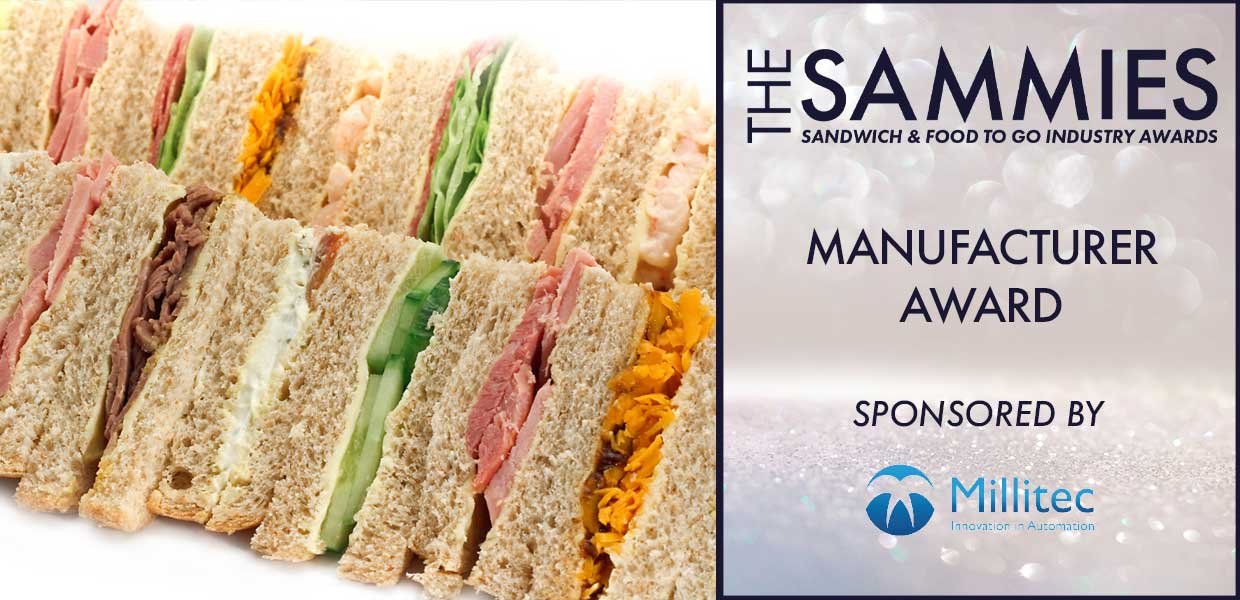 THE SAMMIES
SANDWICH & FOOD TO GO INDUSTRY AWARDS
MANUFACTURER
AWARD
SPONSORED BY
Millitec
Innovation in Automation